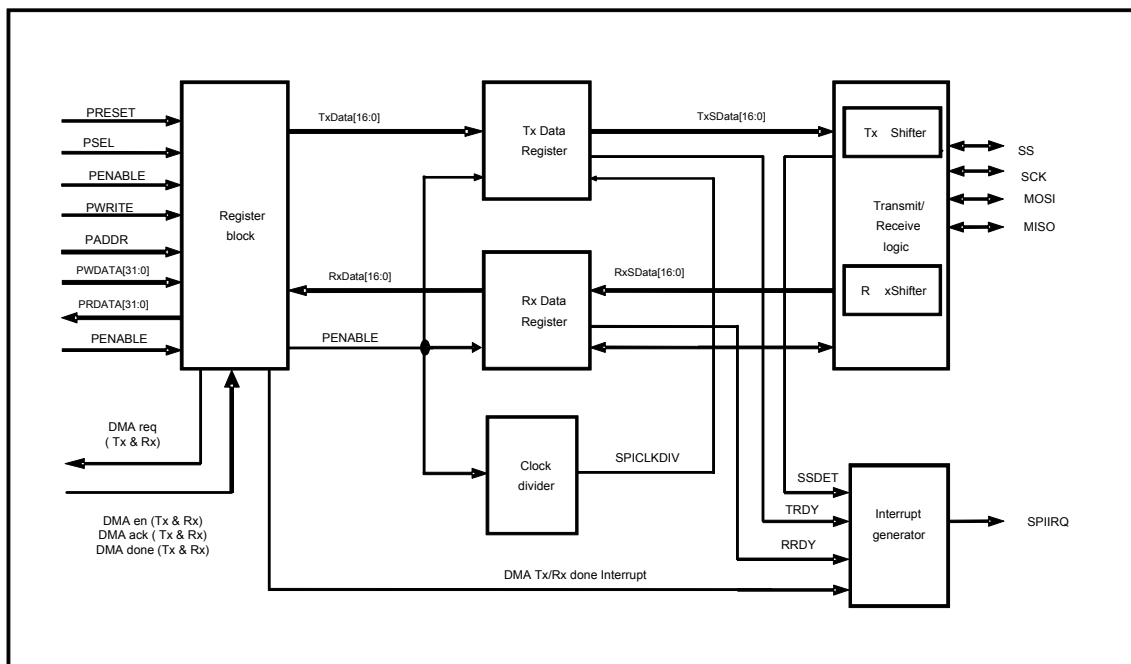 PRESET
PSEL
PENABLE
PWRITE
PADDR
PWDATA[31:0]
PRDATA[31:0]
PENABLE
Register
block
DMA req
( Tx & Rx)
DMA en (Tx & Rx)
DMA ack ( Tx & Rx)
DMA done (Tx & Rx)
TxData[16:0]
RxData[16:0]
PENABLE
Tx Data
Register
Rx Data
Register
Clock
divider
SPICLKDIV
TxSData[16:0]
RxSData[16:0]
Tx Shifter
Transmit/
Receive
logic
R xShifter
SS
SCK
MOSI
MISO
SSDET
TRDY
RRDY
DMA Tx/Rx done Interrupt
Interrupt
generator
SPIIRQ